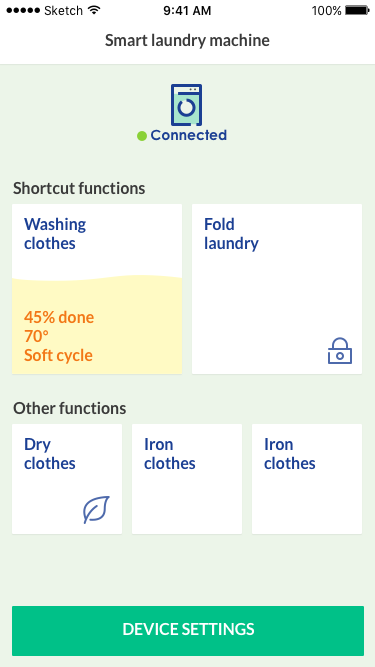 Sketch 9:41 AM 100%
Smart laundry machine
Connected
Shortcut functions
Washing
clothes
45% done
70°
Soft cycle
Fold
laundry
Other functions
Dry
clothes
Iron
clothes
Iron
clothes
DEVICE SETTINGS